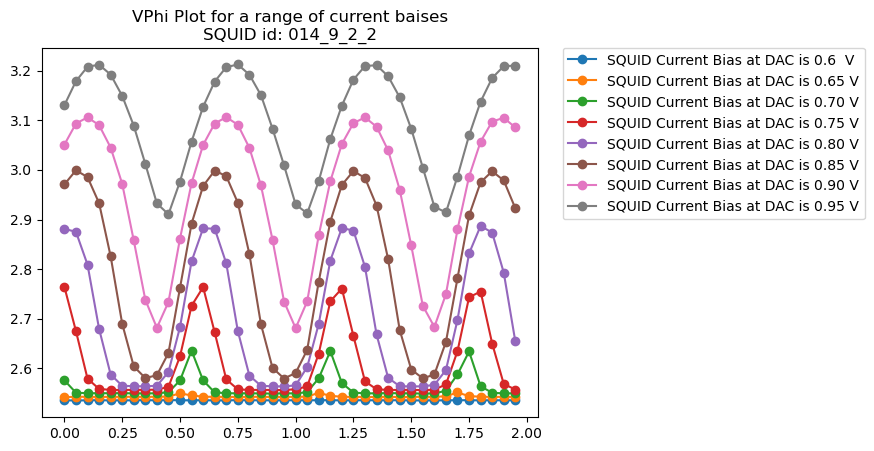 VPhi Plot for a range of current baises
SQUID id: 014_9_2_2
3.2
3.1
3.0
2.9
2.8
2.7
2.6
0.00 0.25 0.50 0.75 1.00 1.25 1.50 1.75 2.00
SQUID Current Bias at DAC is 0.6  V
SQUID Current Bias at DAC is 0.65 V
SQUID Current Bias at DAC is 0.70 V
SQUID Current Bias at DAC is 0.75 V
SQUID Current Bias at DAC is 0.80 V
SQUID Current Bias at DAC is 0.85 V
SQUID Current Bias at DAC is 0.90 V
SQUID Current Bias at DAC is 0.95 V